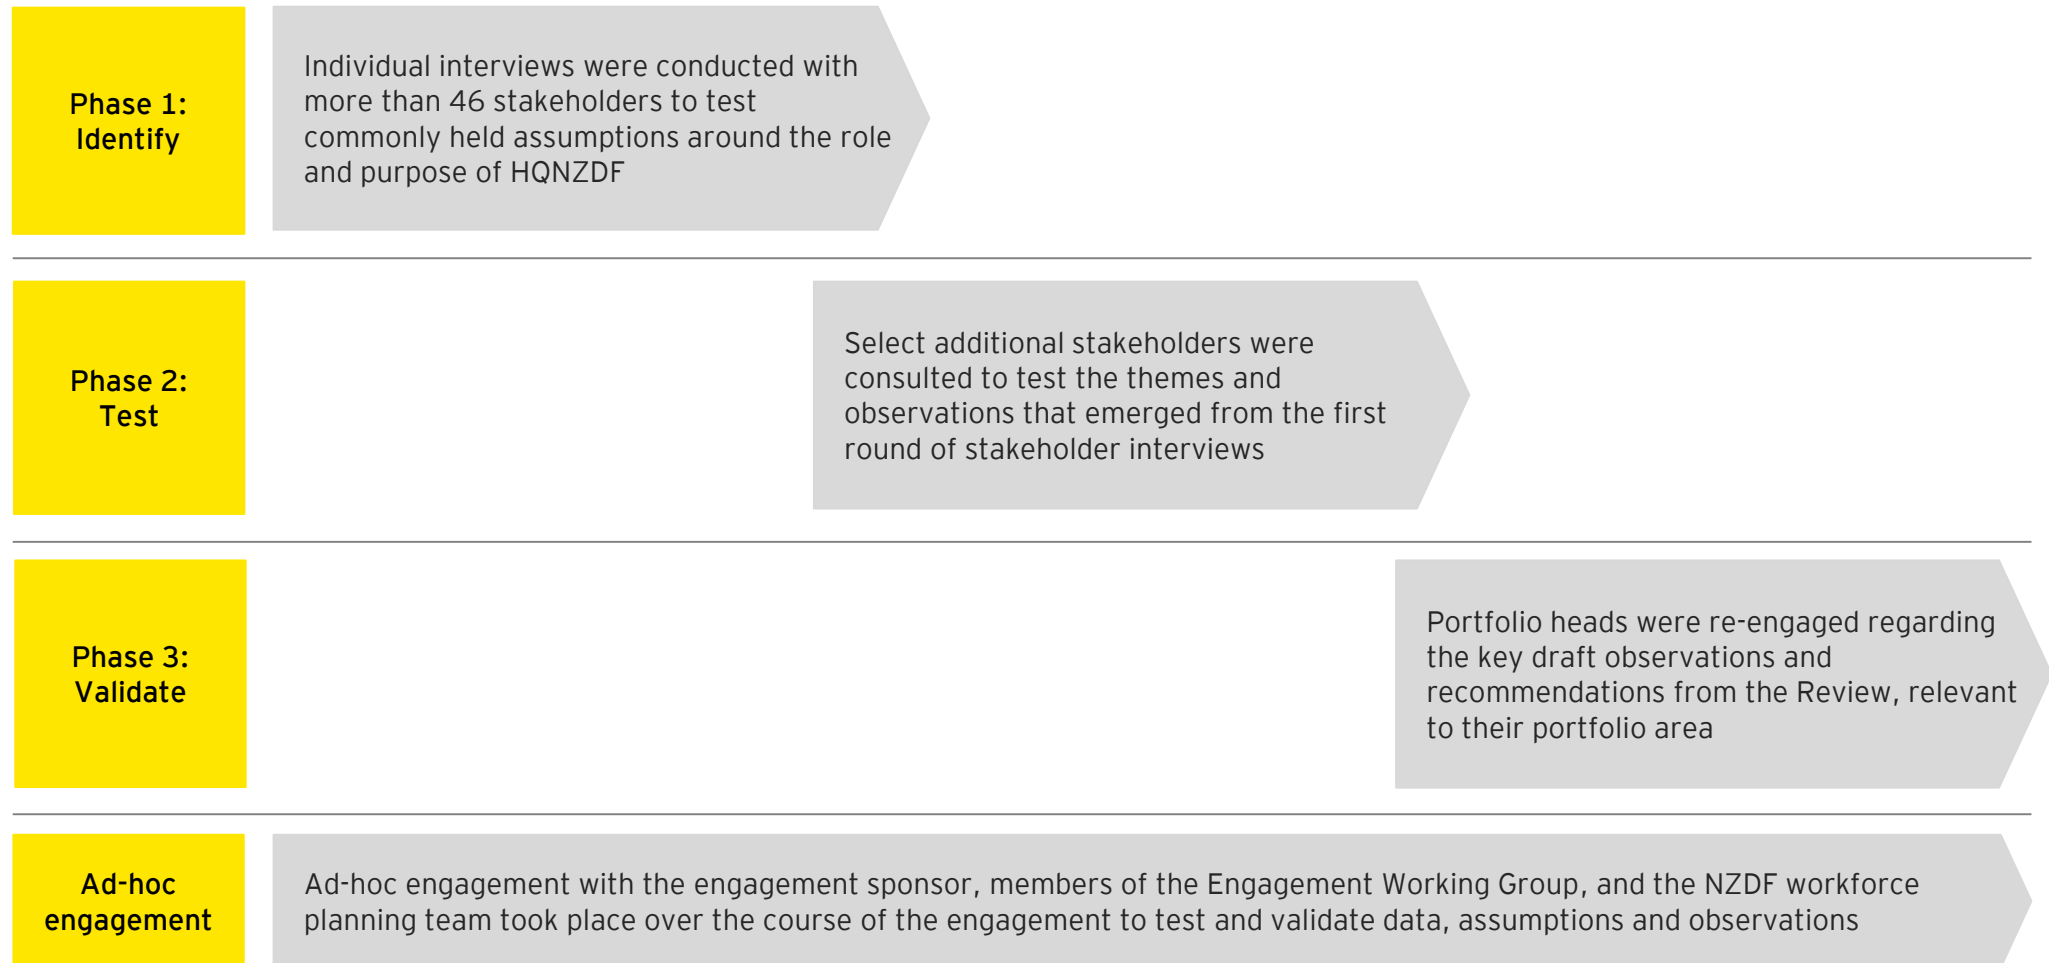 Phase 1:
Identify
Individual interviews were conducted with
more than 46 stakeholders to test
commonly held assumptions around the role
and purpose of HQNZDF
Phase 2:
Test
Select additional stakeholders were
consulted to test the themes and
observations that emerged from the first
round of stakeholder interviews
Phase 3:
Validate
Portfolio heads were re-engaged regarding
the key draft observations and
recommendations from the Review, relevant
to their portfolio area
Ad-hoc
engagement
Ad-hoc engagement with the engagement sponsor, members of the Engagement Working Group, and the NZDF workforce
planning team took place over the course of the engagement to test and validate data, assumptions and observations